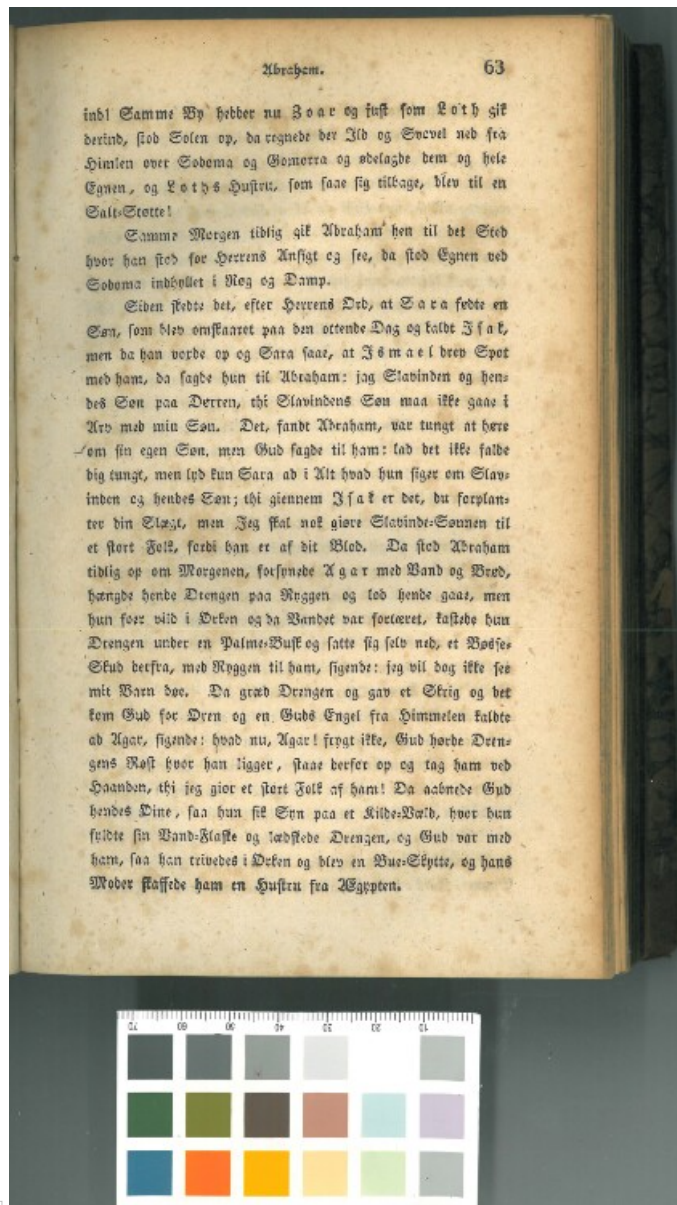 Abraham. 63
ind! Samme By hedder nu Zoar og just som Loth gik
derind, stod Solen op, da regnede der Ild og Svovel ned fra
Himlen over Sodoma og Gomorra og ødelagde dem og hele
Egnen, og Loths Hustru, som saae sig tilbage, blev til en
Salt-Støtte!
Samme Morgen tidlig gik Abraham hen til det Sted
hvor han stod for Herrens Ansigt og see, da stod Egnen ved
Sodoma indhyllet i Røg og Damp.
Siden skedte det, efter Herrens Ord, at Sara fødte en
Søn, som blev omskaaret paa den ottende Dag og kaldt Isak,
men da han vorde op og Sara saae, at Ismael drev Spot
med ham, da sagde hun til Abraham: jag Slavinden og hen-
des Søn paa Dørren, thi Slavindens Søn maa ikke gaae i
Arv med min Søn. Det, fandt Abraham, var tungt at høre
om sin egen Søn, men Gud sagde til ham: lad det ikke falde
dig tungt, men lyd kun Sara ad i Alt hvad hun siger om Slav-
inden og hendes Søn; thi giennem Isak er det, du forplan-
ter din Slægt, men Jeg skal nok giøre Slavinde-Sønnen til
et stort Folk, fordi han er af dit Blod. Da stod Abraham
tidlig op om Morgenen, forsynede Agar med Vand og Brød,
hængde hende Drengen paa Ryggen og lod hende gaae, men
hun foer vild i Ørken og da Vandet var fortæret, kastede hun
Drengen under en Palme-Busk og satte sig selv ned, et Bøsse-
Skud derfra, med Ryggen til ham, sigende: jeg vil dog ikke see
mit Barn døe. Da græd Drengen og gav et Skrig og det
kom Gud for Øren og en Guds Engel fra Himmelen kaldte
ad Agar, sigende: hvad nu, Agar! frygt ikke, Gud hørde Dren-
gens Røst hvor han ligger, staae derfor op og tag ham ved
Haanden, thi jeg giør et stort Folk af ham! Da aabnede Gud
hendes Øine, saa hun fik Syn paa et Kilde-Væld, hvor hun
fyldte sin Vand-Flaske og lædskede Drengen, og Gud var med
ham, saa han trivedes i Ørken og blev en Bue-Skytte, og hans
Moder skaffede ham en Hustru fra Ægypten.
70 60 50 40 30 20 10